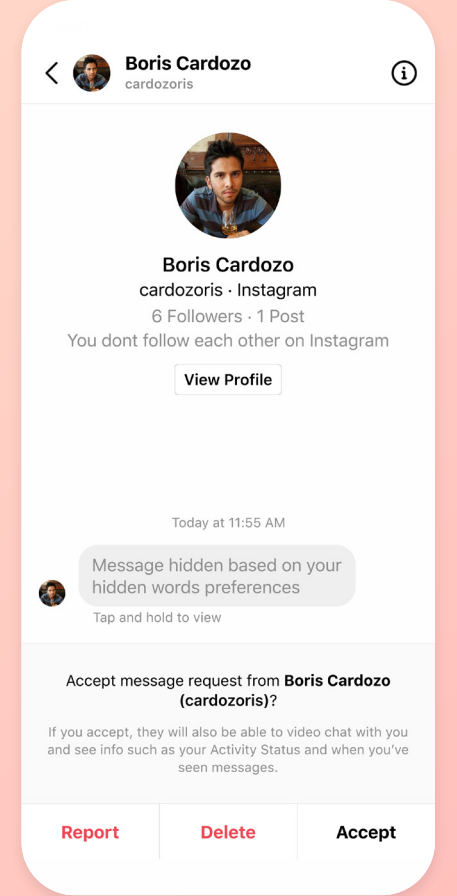 Boris Cardozo
cardozoris
Boris Cardozo
cardozoris · Instagram
6 Followers · 1 Post
You dont follow each other on Instagram
View Profile
Today at 11:55 AM
Message hidden based on your
hidden words preferences
Tap and hold to view
Accept message request from Boris Cardozo
(cardozoris)?
If you accept, they will also be able to video chat with you
and see info such as your Activity Status and when you’ve
seen messages.
Report
Delete
Accept